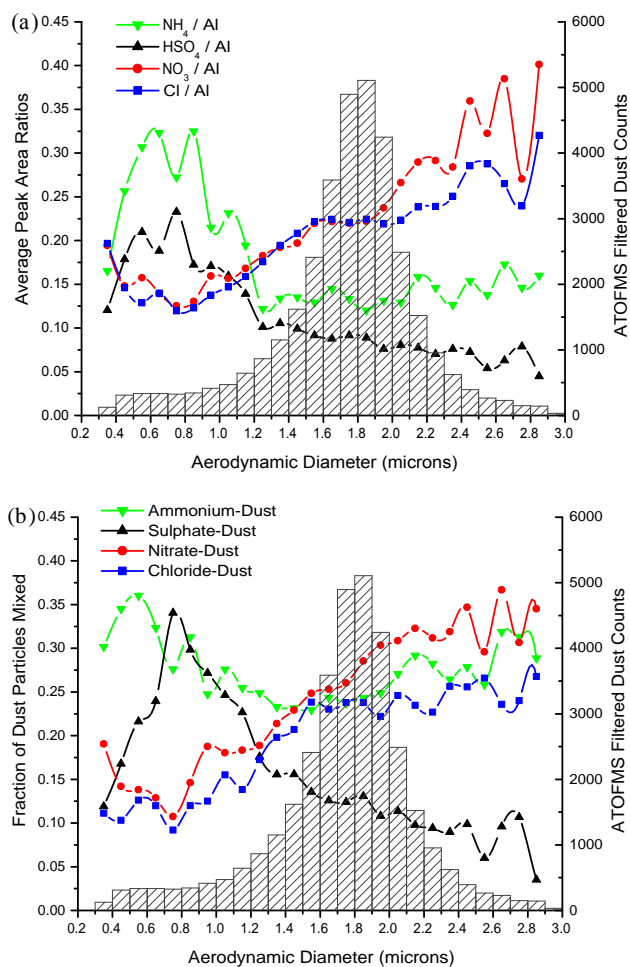 (a)
NH4 / Al
HSO4 / Al
NO3 / Al
Cl / Al
Average Peak Area Ratios
0.45
0.40
0.35
0.30
0.25
0.20
0.15
0.10
0.05
0.00
6000
5000
4000
3000
2000
1000
0
ATOFMS Filtered Dust Counts
0.2 0.4 0.6 0.8 1.0 1.2 1.4 1.6 1.8 2.0 2.2 2.4 2.6 2.8 3.0
Aerodynamic Diameter (microns)
(b)
Ammonium-Dust
Sulphate-Dust
Nitrate-Dust
Chloride-Dust
Fraction of Dust Particles Mixed
0.45
0.40
0.35
0.30
0.25
0.20
0.15
0.10
0.05
0.00
6000
5000
4000
3000
2000
1000
0
ATOFMS Filtered Dust Counts
0.2 0.4 0.6 0.8 1.0 1.2 1.4 1.6 1.8 2.0 2.2 2.4 2.6 2.8 3.0
Aerodynamic Diameter (microns)